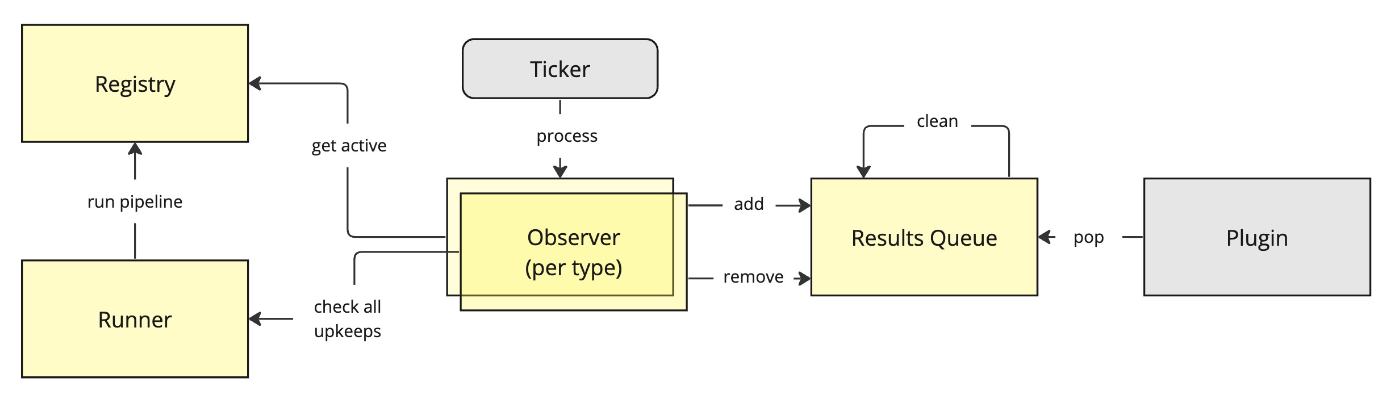 Registry
Ticker
process
clean
get active
run pipeline
add
Observer
(per type)
Results Queue
pop
Plugin
remove
check all
upkeeps
Runner